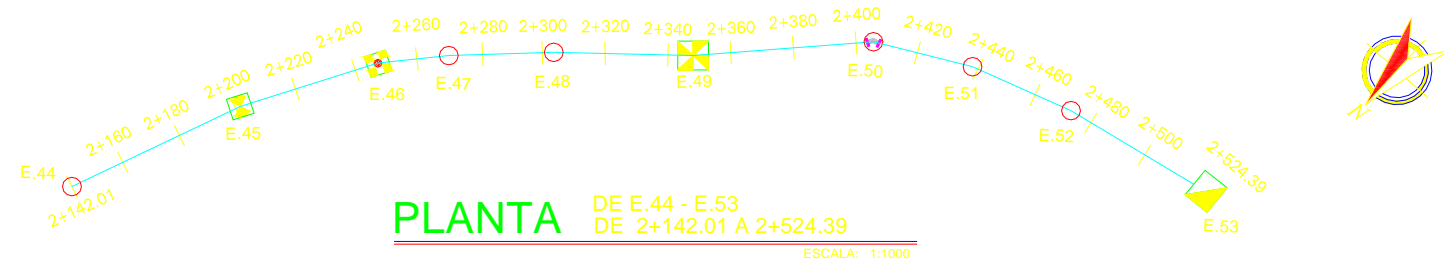 E.44
2+142.01
2+160
2+180
2+200
E.45
2+220
2+240
E.46
2+260
E.47
2+280
2+300
E.48
2+320
2+340
E.49
2+360
2+380
2+400
E.50
2+420
E.51
2+440
2+460
E.52
2+480
2+500
2+524.39
E.53
N
PLANTA
DE E.44 - E.53
DE 2+142.01 A 2+524.39
ESCALA: 1:1000